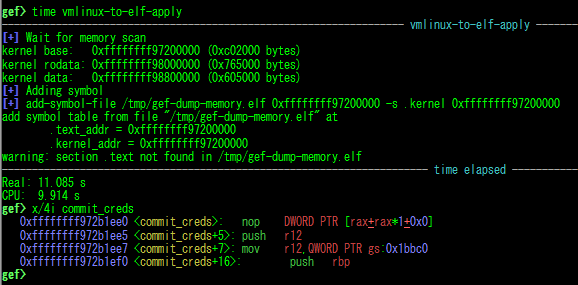 gef> time vmlinux-to-elf-apply
vmlinux-to-elf-apply
[+] Wait for memory scan
kernel base:   0xffffffff97200000 (0xc02000 bytes)
kernel rodata: 0xffffffff98000000 (0x765000 bytes)
kernel data:   0xffffffff98800000 (0x605000 bytes)
[+] Adding symbol
[+] add-symbol-file /tmp/gef-dump-memory.elf 0xffffffff97200000 -s .kernel 0xffffffff97200000
add symbol table from file "/tmp/gef-dump-memory.elf" at
        .text_addr = 0xffffffff97200000
        .kernel_addr = 0xffffffff97200000
warning: section .text not found in /tmp/gef-dump-memory.elf
time elapsed
Real: 11.085 s
CPU:  9.914 s
gef> x/4i commit_creds
   0xffffffff972b1ee0 <commit_creds>:  nop    DWORD PTR [rax+rax*1+0x0]
   0xffffffff972b1ee5 <commit_creds+5>: push   r12
   0xffffffff972b1ee7 <commit_creds+7>: mov    r12,QWORD PTR gs:0x1bbc0
   0xffffffff972b1ef0 <commit_creds+16>:        push   rbp
gef>